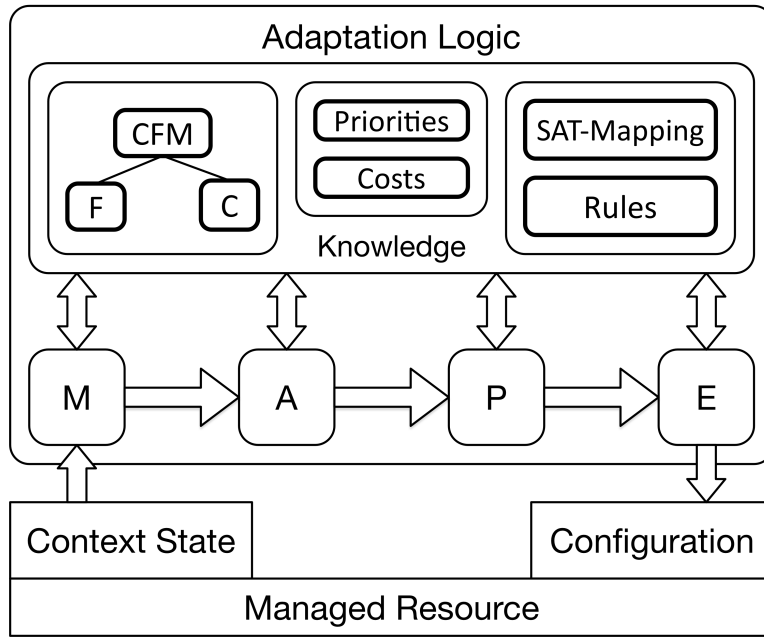 Adaptation Logic
CFM
F
C
Priorities
Costs
SAT-Mapping
Rules
Knowledge
M
A
P
E
Context State
Configuration
Managed Resource